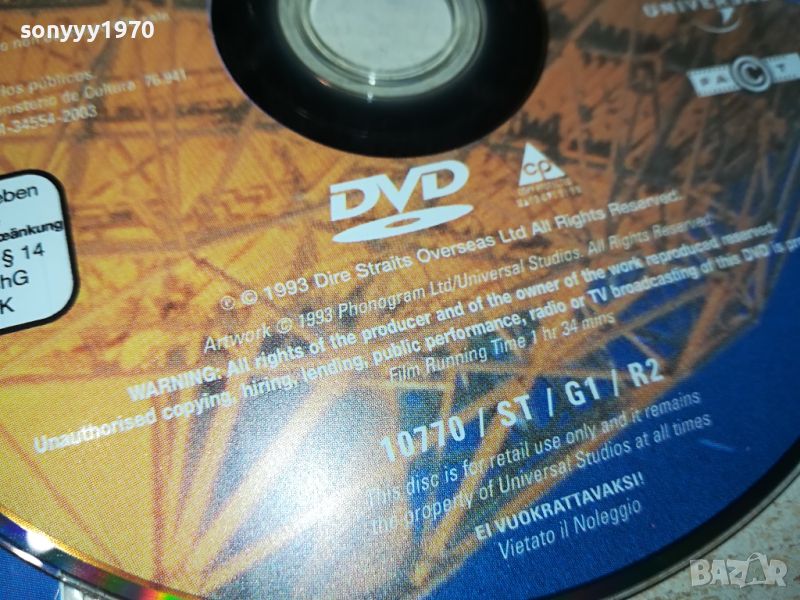 sonyyy1970
UNIVERSAL
FACT
los públicos.
nisterio de Cultura 76.941
34554-2003
eben
§ 14
hG
K
DVD
cp
℗ © 1993 Dire Straits Overseas Ltd All Rights Reserved.
Artwork © 1993 Phonogram Ltd/Universal Studios. All Rights Reserved.
WARNING: All rights of the producer and of the owner of the work reproduced reserved.
Unauthorised copying, hiring, lending, public performance, radio or TV broadcasting of this DVD is pro
Film Running Time 1 hr 34 mins
10770 / ST / G1 / R2
This disc is for retail use only and it remains
the property of Universal Studios at all times
EI VUOKRATTAVAKSI!
Vietato il Noleggio
BAZAR